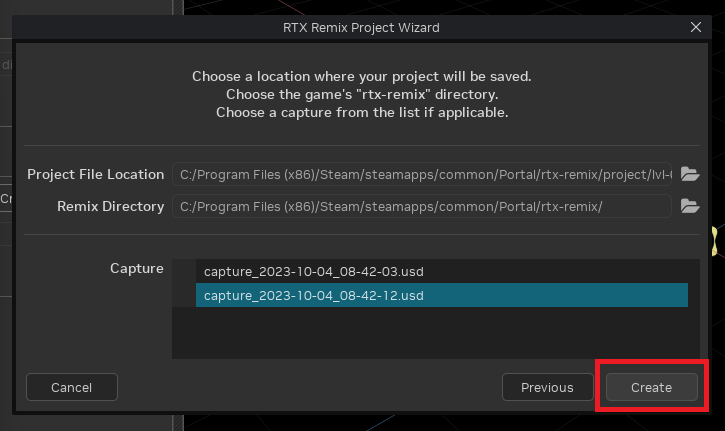 RTX Remix Project Wizard
Choose a location where your project will be saved.
Choose the game's "rtx-remix" directory.
Choose a capture from the list if applicable.
Project File Location C:/Program Files (x86)/Steam/steamapps/common/Portal/rtx-remix/project/lvl-
Remix Directory C:/Program Files (x86)/Steam/steamapps/common/Portal/rtx-remix/
Capture
capture_2023-10-04_08-42-03.usd
capture_2023-10-04_08-42-12.usd
Cancel Previous Create